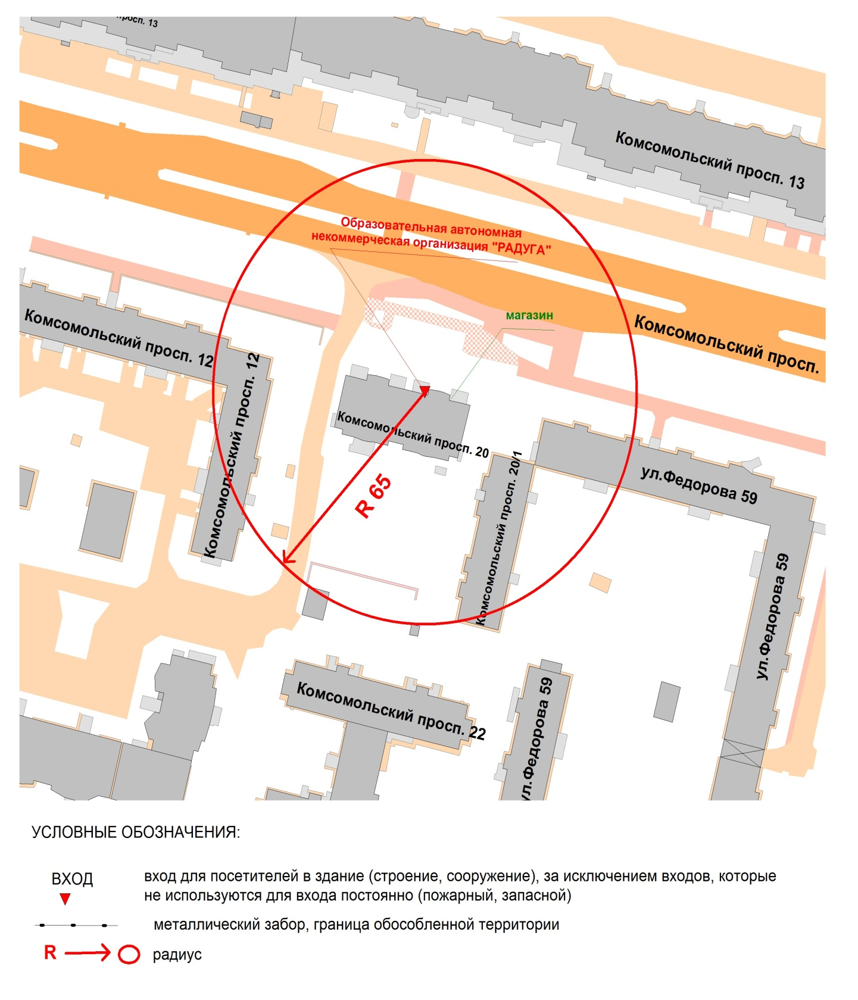 просп. 13
Комсомольский просп. 13
Образовательная автономная
некоммерческая организация "РАДУГА"
магазин
Комсомольский просп.
Комсомольский просп. 12
Комсомольский просп. 12
Комсомольский просп. 20
Комсомольский просп. 20/1
ул.Федорова 59
R 65
ул.Федорова 59
Комсомольский просп. 22
ул.Федорова 59
УСЛОВНЫЕ ОБОЗНАЧЕНИЯ:
ВХОД
вход для посетителей в здание (строение, сооружение), за исключением входов, которые
не используются для входа постоянно (пожарный, запасной)
металлический забор, граница обособленной территории
R
радиус